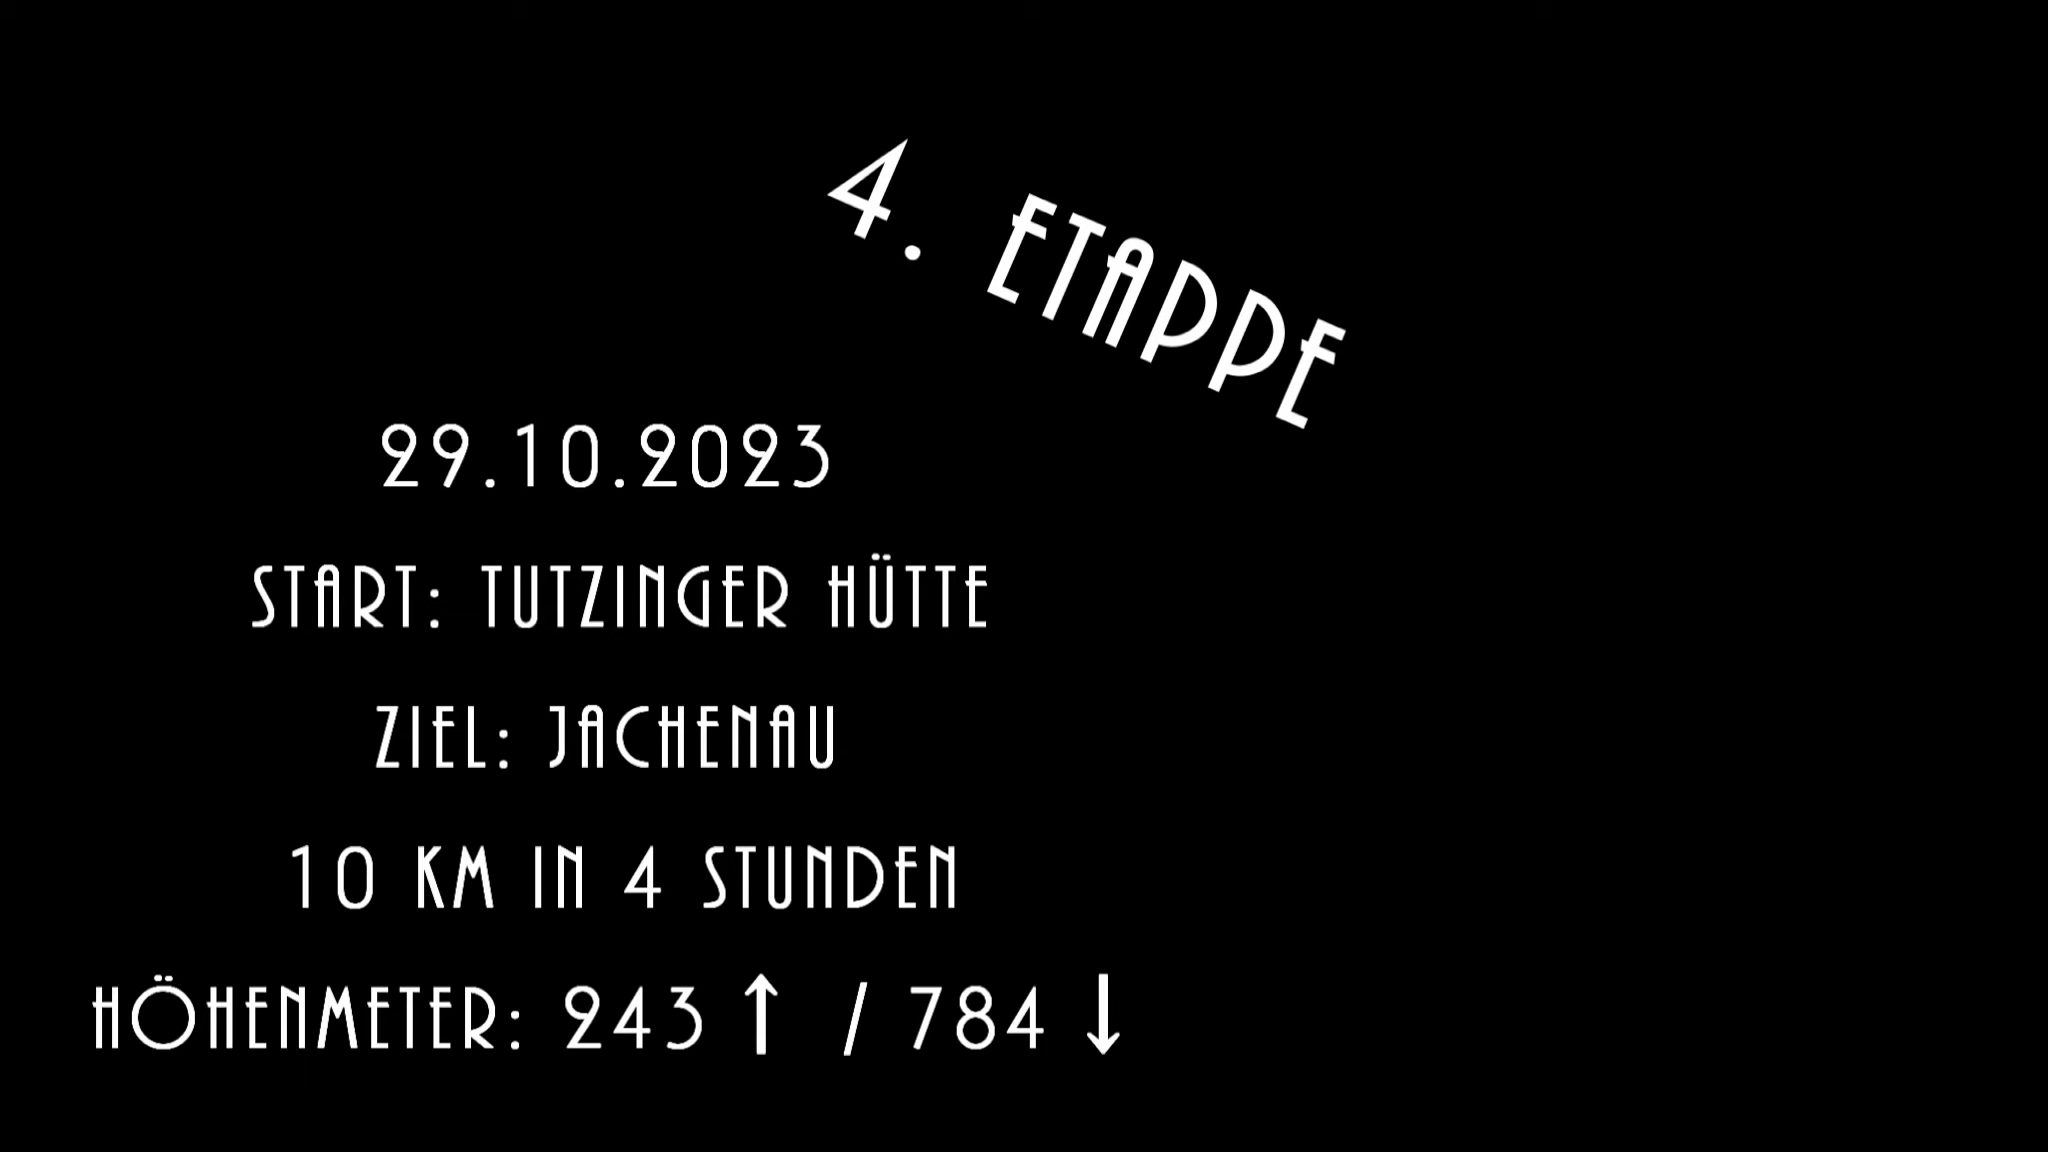 4. ETAPPE
29.10.2023
START: TUTZINGER HÜTTE
ZIEL: JACHENAU
10 KM IN 4 STUNDEN
HÖHENMETER: 243 ↑ / 784 ↓